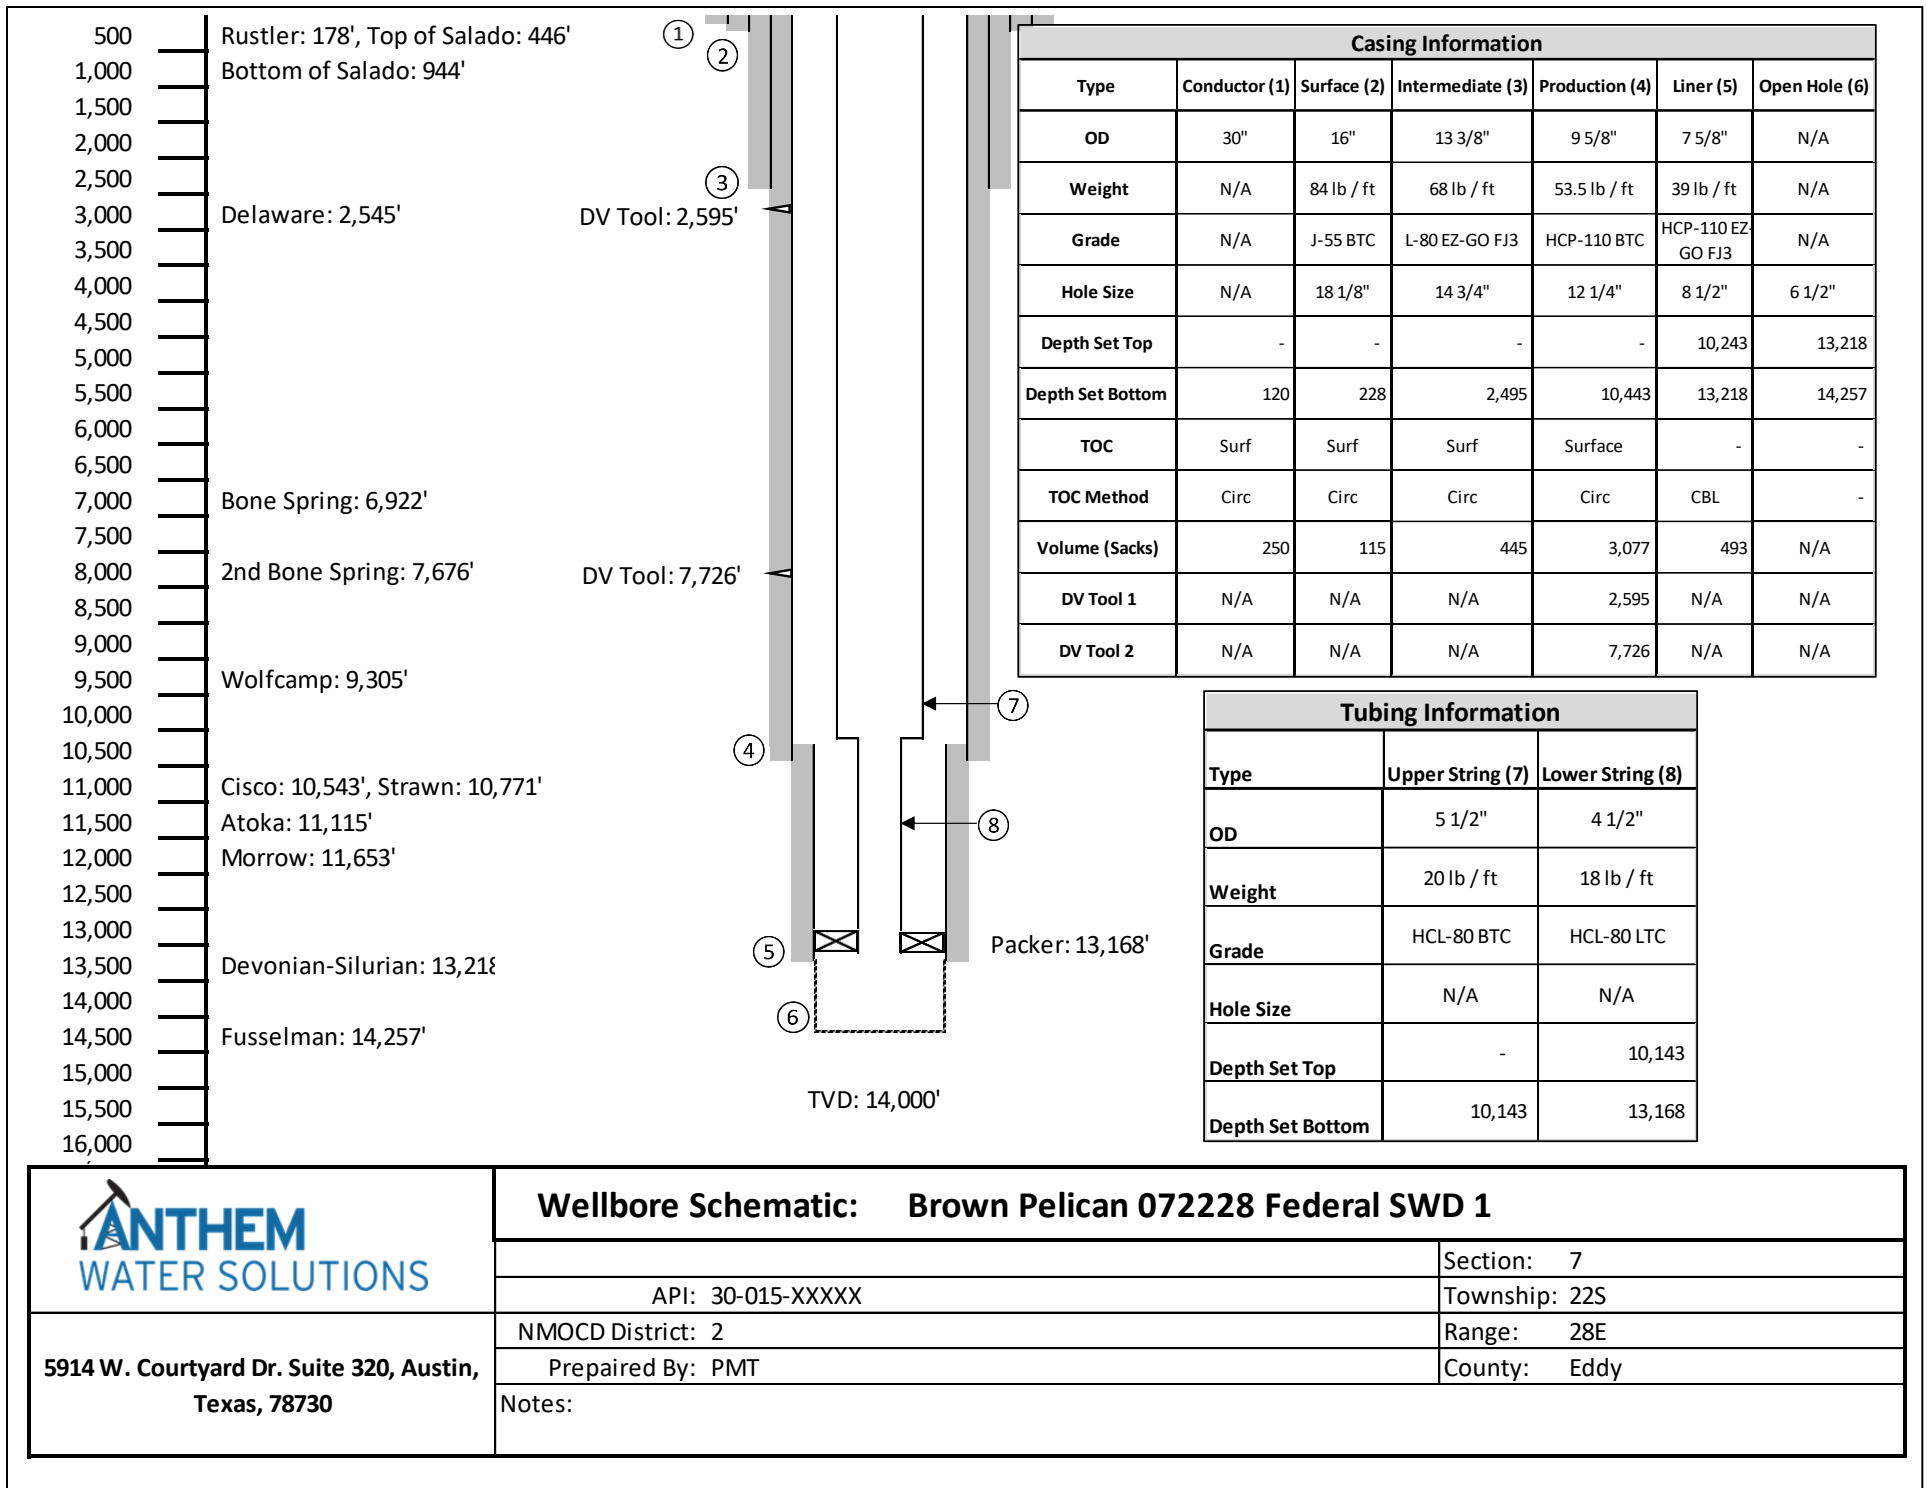 500 Rustler: 178', Top of Salado: 446'
1,000 Bottom of Salado: 944'
1,500
2,000
2,500
3,000 Delaware: 2,545'
3,500
4,000
4,500
5,000
5,500
6,000
6,500
7,000 Bone Spring: 6,922'
7,500
8,000 2nd Bone Spring: 7,676'
8,500
9,000
9,500 Wolfcamp: 9,305'
10,000
10,500
11,000 Cisco: 10,543', Strawn: 10,771'
11,500 Atoka: 11,115'
12,000 Morrow: 11,653'
12,500
13,000
13,500 Devonian-Silurian: 13,218
14,000
14,500 Fusselman: 14,257'
15,000
15,500
16,000
1
2
3
DV Tool: 2,595'
DV Tool: 7,726'
7
4
8
5
Packer: 13,168'
6
TVD: 14,000'
Casing Information
Type Conductor (1) Surface (2) Intermediate (3) Production (4) Liner (5) Open Hole (6)
OD 30" 16" 13 3/8" 9 5/8" 7 5/8" N/A
Weight N/A 84 lb / ft 68 lb / ft 53.5 lb / ft 39 lb / ft N/A
Grade N/A J-55 BTC L-80 EZ-GO FJ3 HCP-110 BTC HCP-110 EZ-GO FJ3 N/A
Hole Size N/A 18 1/8" 14 3/4" 12 1/4" 8 1/2" 6 1/2"
Depth Set Top - - - - 10,243 13,218
Depth Set Bottom 120 228 2,495 10,443 13,218 14,257
TOC Surf Surf Surf Surface - -
TOC Method Circ Circ Circ Circ CBL -
Volume (Sacks) 250 115 445 3,077 493 N/A
DV Tool 1 N/A N/A N/A 2,595 N/A N/A
DV Tool 2 N/A N/A N/A 7,726 N/A N/A
Tubing Information
Type Upper String (7) Lower String (8)
OD 5 1/2" 4 1/2"
Weight 20 lb / ft 18 lb / ft
Grade HCL-80 BTC HCL-80 LTC
Hole Size N/A N/A
Depth Set Top - 10,143
Depth Set Bottom 10,143 13,168
ANTHEM
WATER SOLUTIONS
5914 W. Courtyard Dr. Suite 320, Austin,
Texas, 78730
Wellbore Schematic: Brown Pelican 072228 Federal SWD 1
Section: 7
API: 30-015-XXXXX Township: 22S
NMOCD District: 2 Range: 28E
Prepaired By: PMT County: Eddy
Notes: